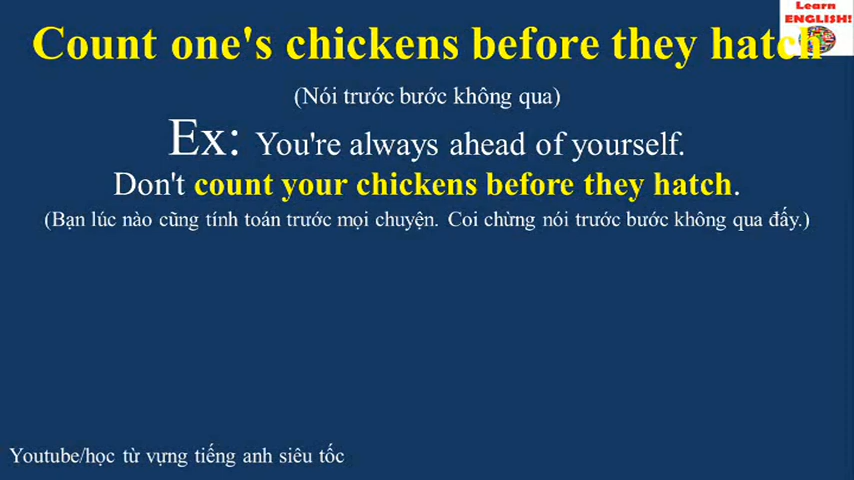 Learn
ENGLISH!
Count one's chickens before they hatch
(Nói trước bước không qua)
Ex: You're always ahead of yourself.
Don't count your chickens before they hatch.
(Bạn lúc nào cũng tính toán trước mọi chuyện. Coi chừng nói trước bước không qua đấy.)
Youtube/học từ vựng tiếng anh siêu tốc